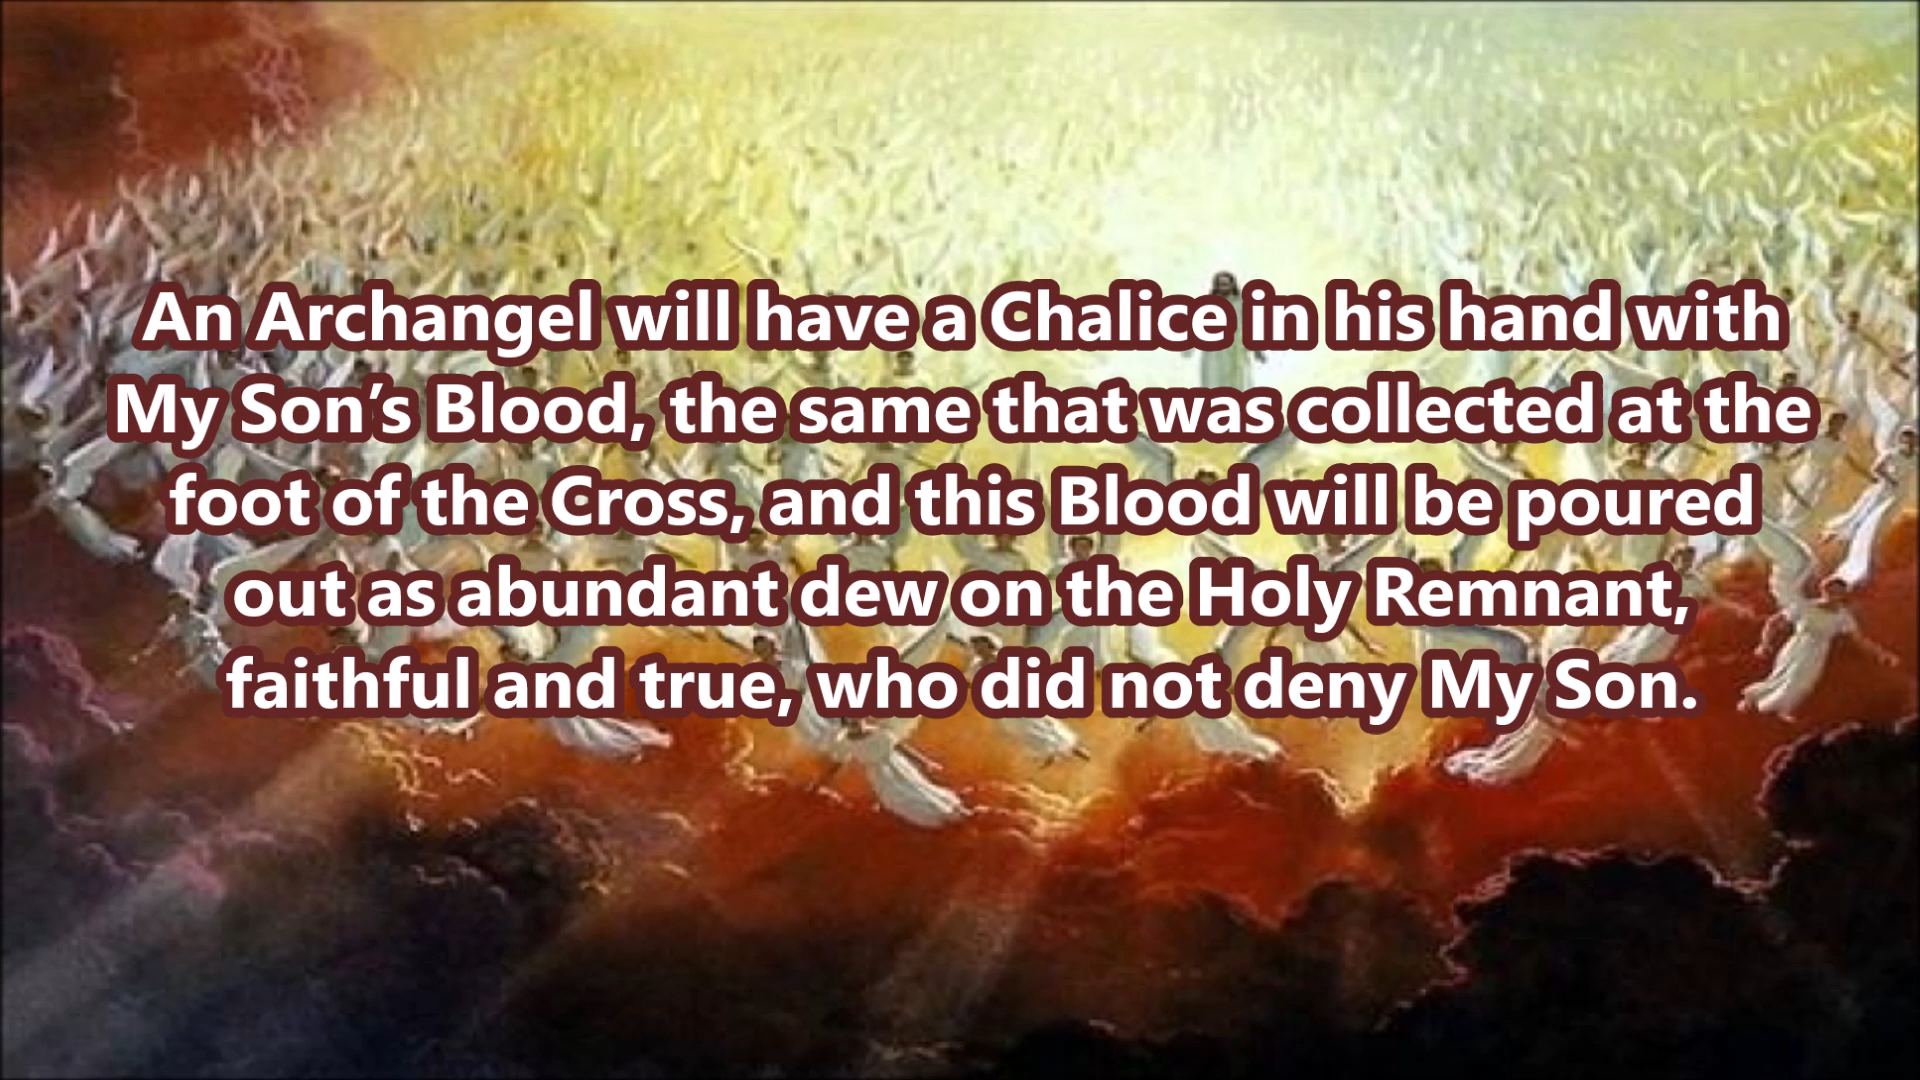 An Archangel will have a Chalice in his hand with
My Son’s Blood, the same that was collected at the
foot of the Cross, and this Blood will be poured
out as abundant dew on the Holy Remnant,
faithful and true, who did not deny My Son.